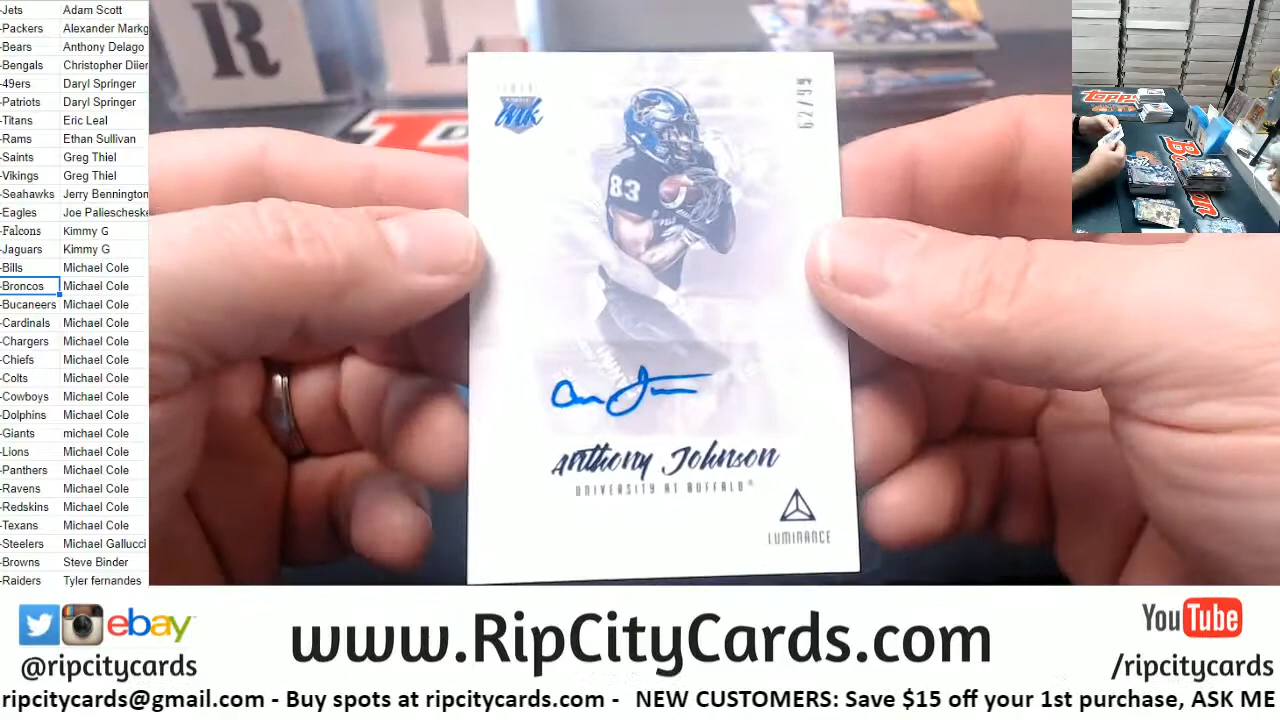 -Jets Adam Scott
-Packers Alexander Markg
-Bears Anthony Delago
-Bengals Christopher Diier
-49ers Daryl Springer
-Patriots Daryl Springer
-Titans Eric Leal
-Rams Ethan Sullivan
-Saints Greg Thiel
-Vikings Greg Thiel
-Seahawks Jerry Bennington
-Eagles Joe Paliescheske
-Falcons Kimmy G
-Jaguars Kimmy G
-Bills Michael Cole
-Broncos Michael Cole
-Bucaneers Michael Cole
-Cardinals Michael Cole
-Chargers Michael Cole
-Chiefs Michael Cole
-Colts Michael Cole
-Cowboys Michael Cole
-Dolphins Michael Cole
-Giants michael Cole
-Lions Michael Cole
-Panthers Michael Cole
-Ravens Michael Cole
-Redskins Michael Cole
-Texans Michael Cole
-Steelers Michael Gallucci
-Browns Steve Binder
-Raiders Tyler fernandes
R
62/99
83
Anthony Johnson
UNIVERSITY AT BUFFALO®
LUMINANCE
Topps
ebay
@ripcitycards
www.RipCityCards.com
YouTube
/ripcitycards
ripcitycards@gmail.com - Buy spots at ripcitycards.com - NEW CUSTOMERS: Save $15 off your 1st purchase, ASK ME